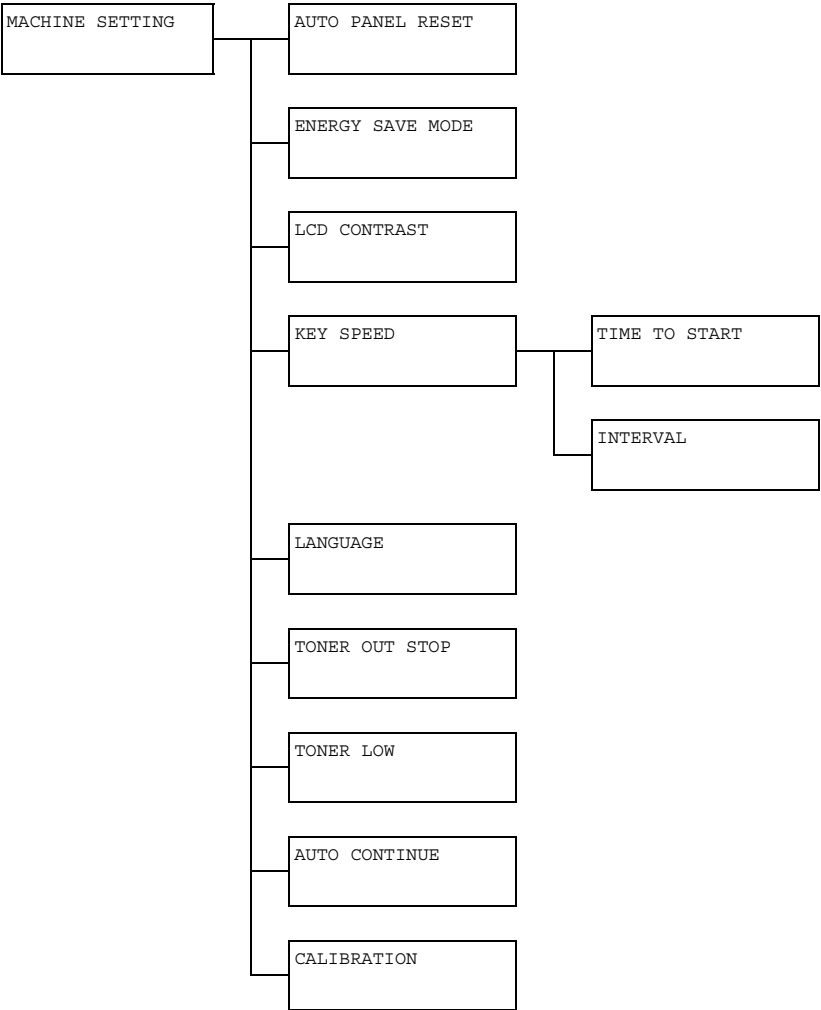 MACHINE SETTING
AUTO PANEL RESET
ENERGY SAVE MODE
LCD CONTRAST
KEY SPEED
TIME TO START
INTERVAL
LANGUAGE
TONER OUT STOP
TONER LOW
AUTO CONTINUE
CALIBRATION